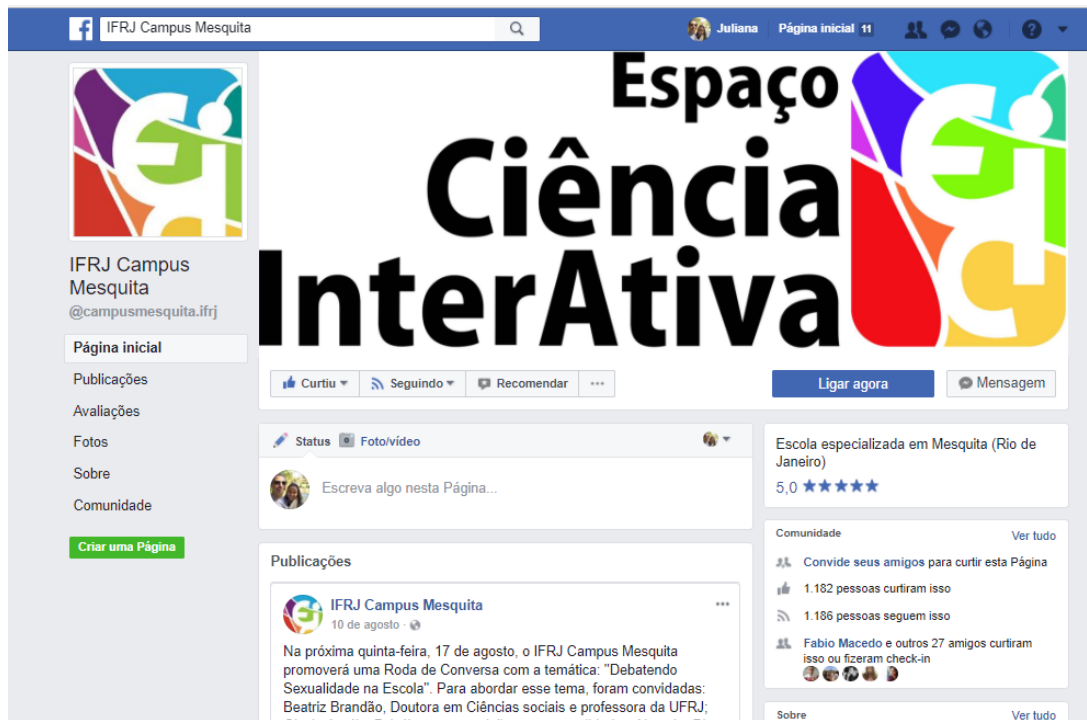 IFRJ Campus Mesquita
Juliana
Página inicial 11
Espaço
Ciência
InterAtiva
IFRJ Campus
Mesquita
@campusmesquita.ifrj
Página inicial
Publicações
Avaliações
Fotos
Sobre
Comunidade
Criar uma Página
Curtiu
Seguindo
Recomendar
Ligar agora
Mensagem
Status
Foto/vídeo
Escreva algo nesta Página...
Publicações
IFRJ Campus Mesquita
10 de agosto
Na próxima quinta-feira, 17 de agosto, o IFRJ Campus Mesquita
promoverá uma Roda de Conversa com a temática: "Debatendo
Sexualidade na Escola". Para abordar esse tema, foram convidadas:
Beatriz Brandão, Doutora em Ciências sociais e professora da UFRJ;
Escola especializada em Mesquita (Rio de
Janeiro)
5,0 ★★★★★
Comunidade
Ver tudo
Convide seus amigos para curtir esta Página
1.182 pessoas curtiram isso
1.186 pessoas seguem isso
Fabio Macedo e outros 27 amigos curtiram
isso ou fizeram check-in
Sobre
Ver tudo